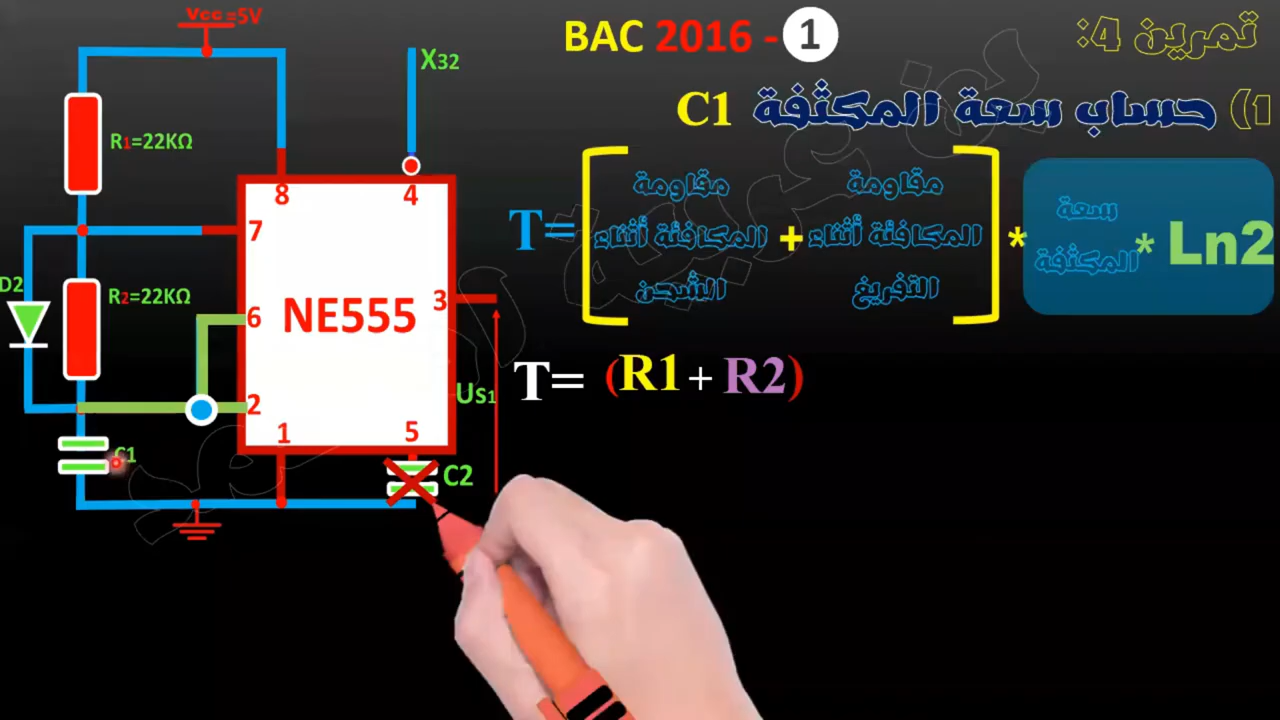 Vcc =5V
BAC 2016 - 1
تمرين 4:
X32
1) حساب سعة المكثفة C1
R1=22KΩ
8
4
7
T= [ مقاومة المكافئة أثناء الشحن + مقاومة المكافئة أثناء التفريغ ] * سعة المكثفة * Ln2
D2
R2=22KΩ
6
NE555
3
T= (R1 + R2)
Us1
2
1
5
C1
C2